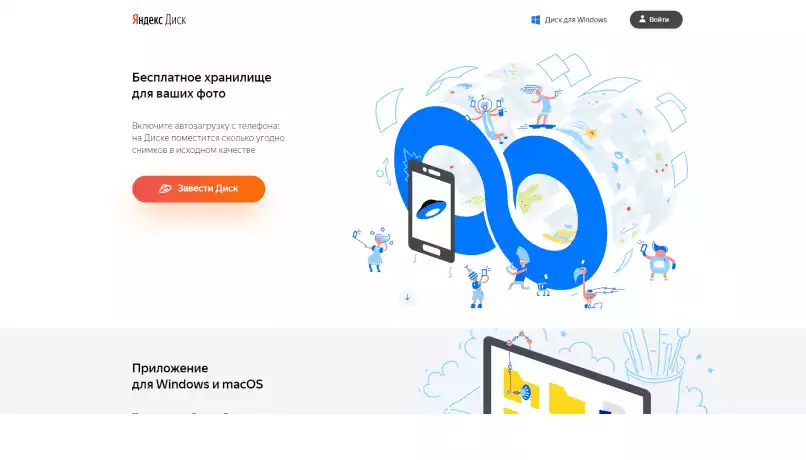 Яндекс Диск
Диск для Windows
Войти
Бесплатное хранилище
для ваших фото
Включите автозагрузку с телефона:
на Диске поместится сколько угодно
снимков в исходном качестве
Завести Диск
Приложение
для Windows и macOS